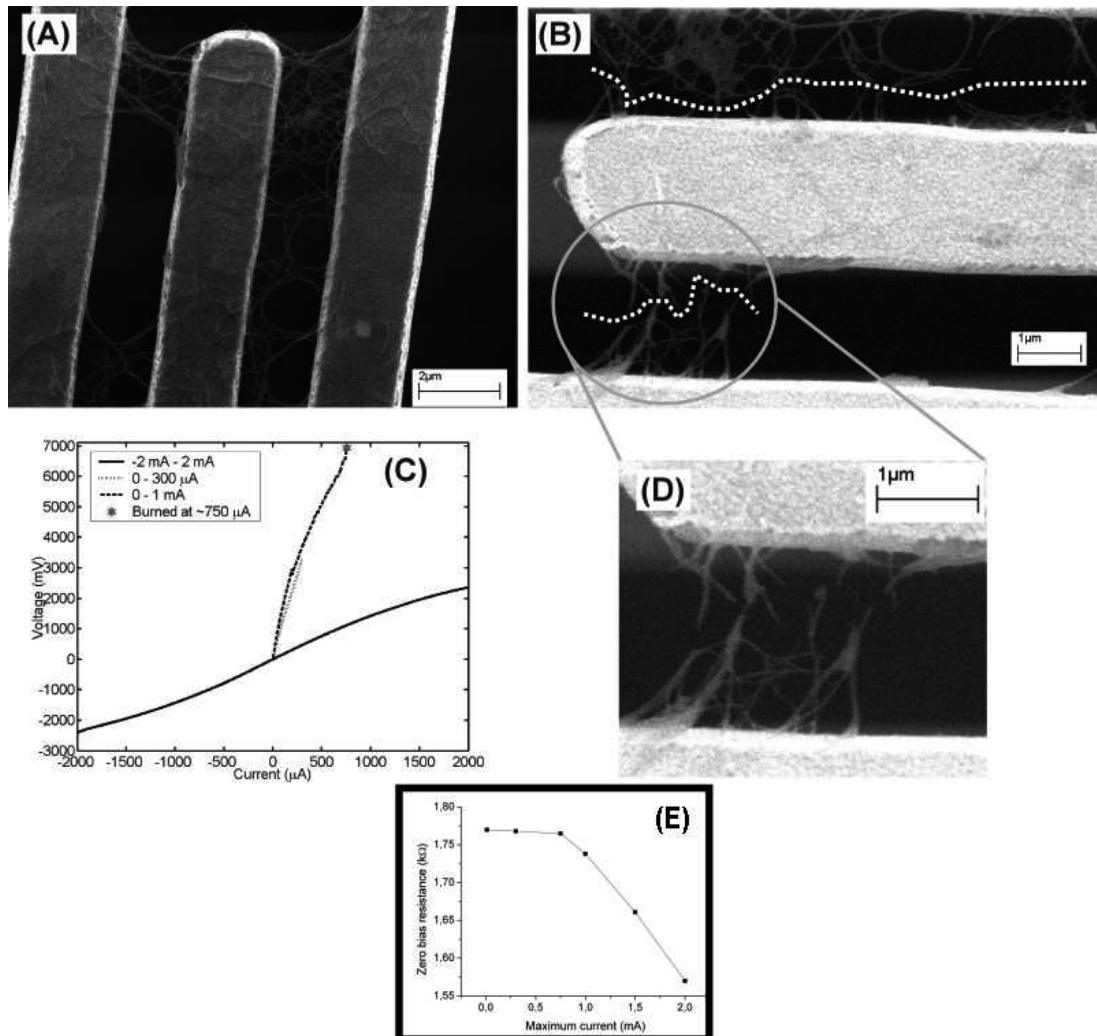 (A)
2µm
(B)
1µm
(C)
7000
6000
5000
4000
3000
2000
1000
0
-1000
-2000
-3000
Voltage (mV)
-2 mA - 2 mA
0 - 300 µA
0 - 1 mA
Burned at ~750 µA
-2000 -1500 -1000 -500 0 500 1000 1500 2000
Current (µA)
(D)
1µm
(E)
1,80
1,75
1,70
1,65
1,60
1,55
Zero bias resistance (kΩ)
0,0 0,5 1,0 1,5 2,0
Maximum current (mA)